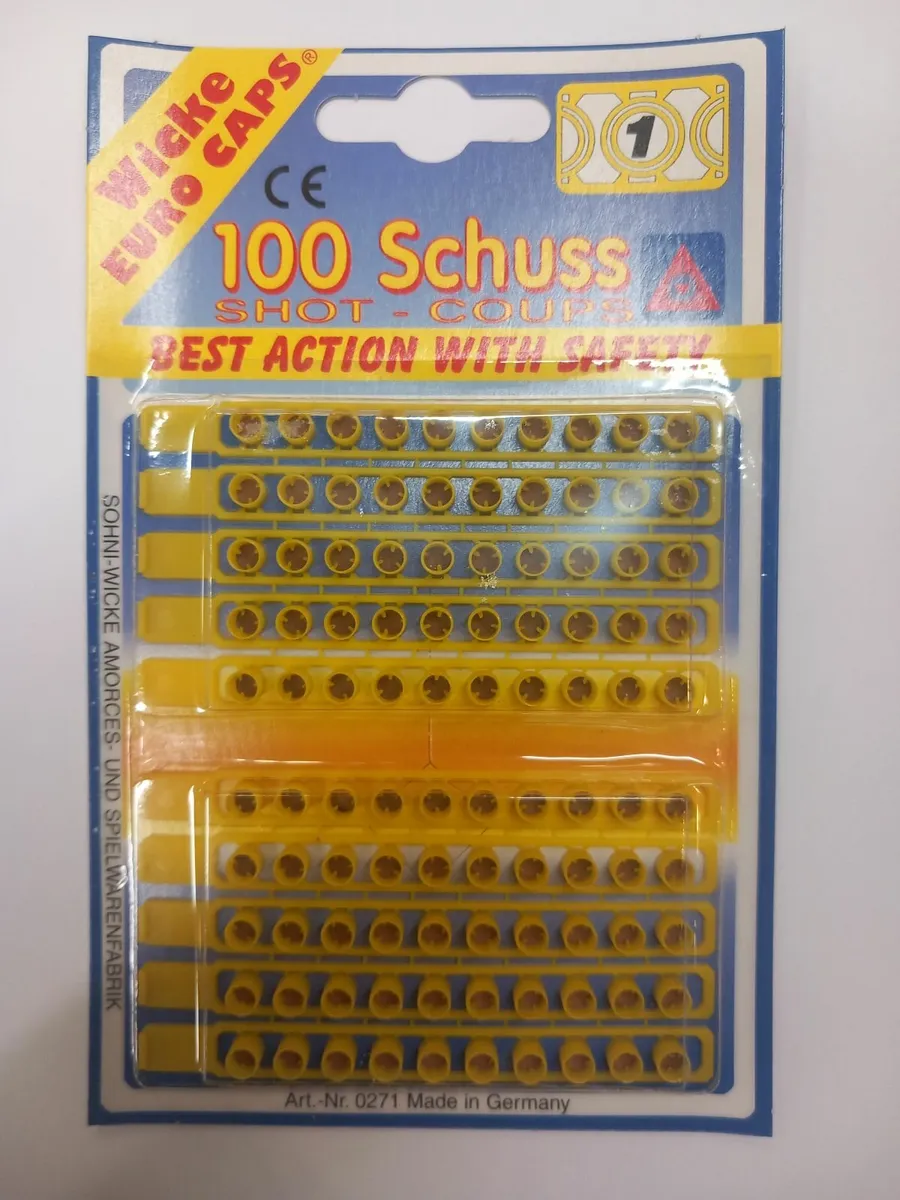 Wicke
EURO CAPS®
1
CE
100 Schuss
SHOT - COUPS
BEST ACTION WITH SAFETY
SOHNI-WICKE AMORCES- UND SPIELWARENFABRIK
Art.-Nr. 0271 Made in Germany